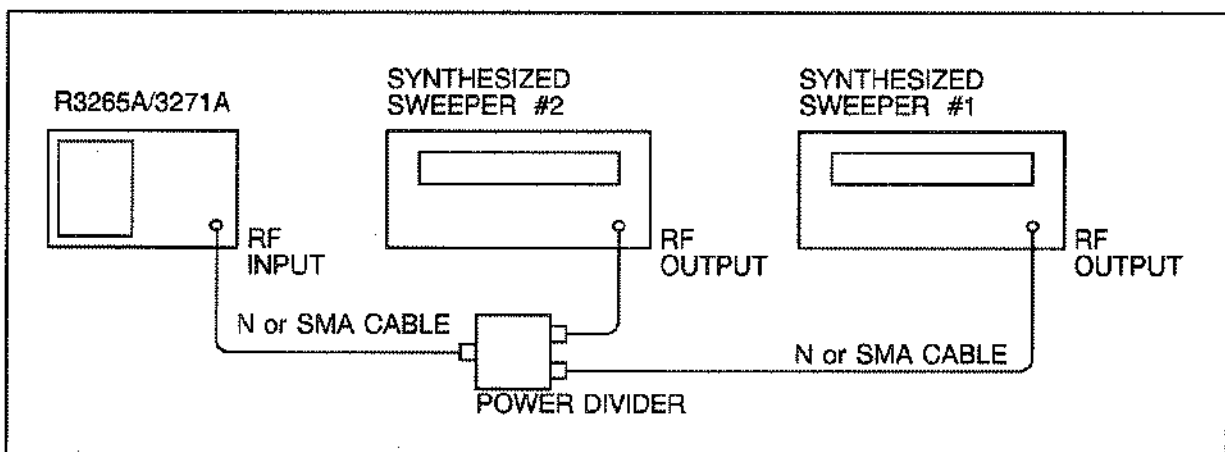 R3265A/3271A
SYNTHESIZED
SWEEPER #2
SYNTHESIZED
SWEEPER #1
RF
INPUT
RF
OUTPUT
RF
OUTPUT
N or SMA CABLE
N or SMA CABLE
POWER DIVIDER